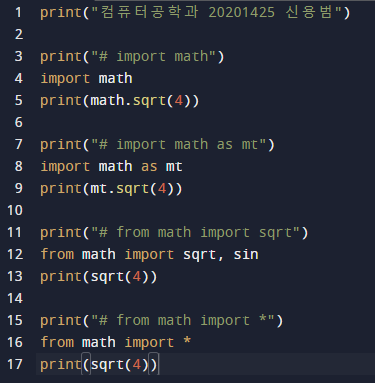 1 print("컴퓨터공학과 20201425 신용범")
2
3 print("# import math")
4 import math
5 print(math.sqrt(4))
6
7 print("# import math as mt")
8 import math as mt
9 print(mt.sqrt(4))
10
11 print("# from math import sqrt")
12 from math import sqrt, sin
13 print(sqrt(4))
14
15 print("# from math import *")
16 from math import *
17 print(sqrt(4))